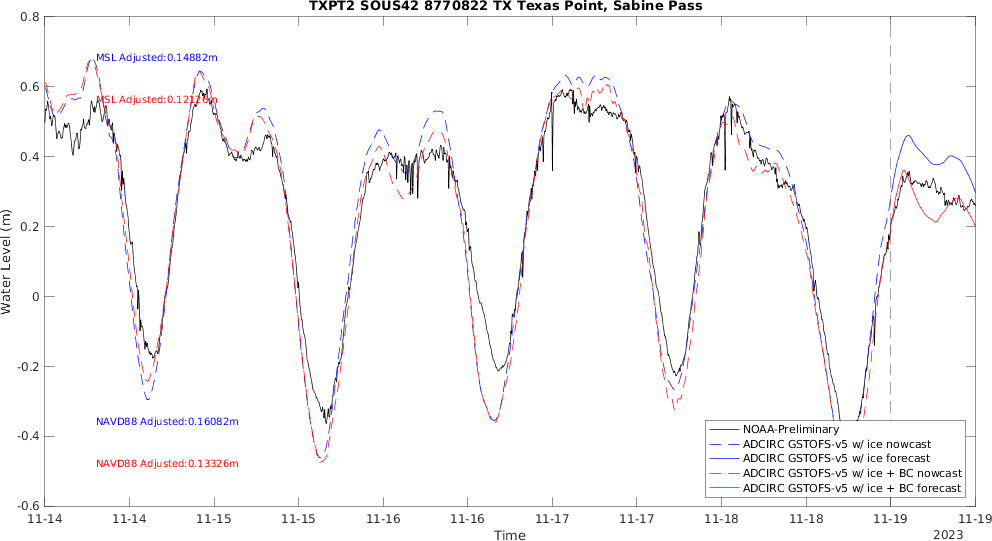 TXPT2 SOUS42 8770822 TX Texas Point, Sabine Pass
0.8
0.6
0.4
0.2
0
-0.2
-0.4
-0.6
Water Level (m)
MSL Adjusted:0.14882m
MSL Adjusted:0.12126m
NAVD88 Adjusted:0.16082m
NAVD88 Adjusted:0.13326m
NOAA-Preliminary
ADCIRC GSTOFS-v5 w/ ice nowcast
ADCIRC GSTOFS-v5 w/ ice forecast
ADCIRC GSTOFS-v5 w/ ice + BC nowcast
ADCIRC GSTOFS-v5 w/ ice + BC forecast
11-14 11-14 11-15 11-15 11-16 11-16 11-17 11-17 11-18 11-18 11-19 11-19
Time
2023